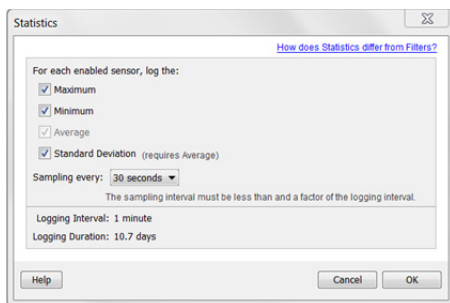 Statistics
How does Statistics differ from Filters?
For each enabled sensor, log the:
Maximum
Minimum
Average
Standard Deviation (requires Average)
Sampling every: 30 seconds
The sampling interval must be less than and a factor of the logging interval.
Logging Interval: 1 minute
Logging Duration: 10.7 days
Help Cancel OK